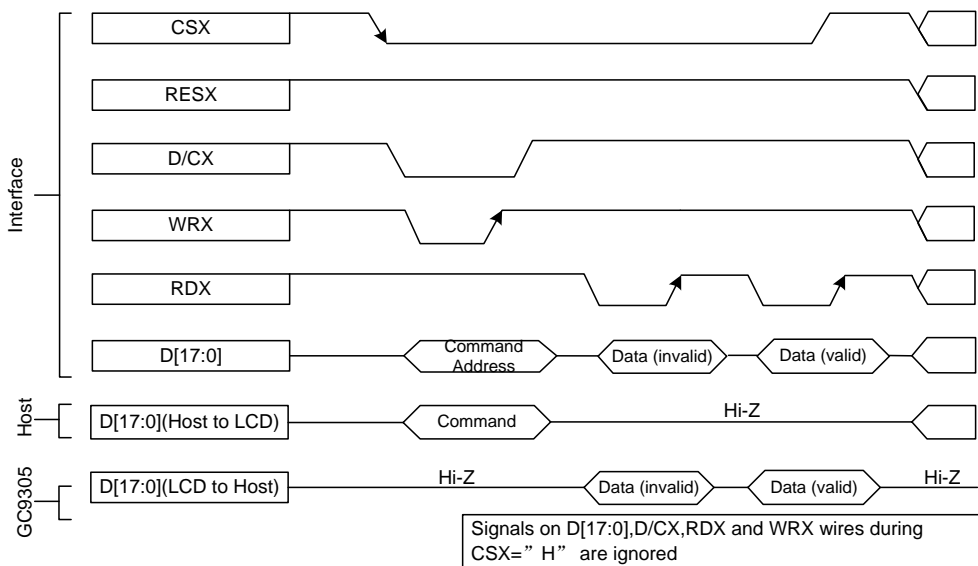 CSX
RESX
D/CX
WRX
RDX
D[17:0]
Command
Address
Data (invalid)
Data (valid)
Interface
Host
D[17:0](Host to LCD)
Command
Hi-Z
GC9305
D[17:0](LCD to Host)
Hi-Z
Data (invalid)
Data (valid)
Hi-Z
Signals on D[17:0],D/CX,RDX and WRX wires during
CSX=” H” are ignored